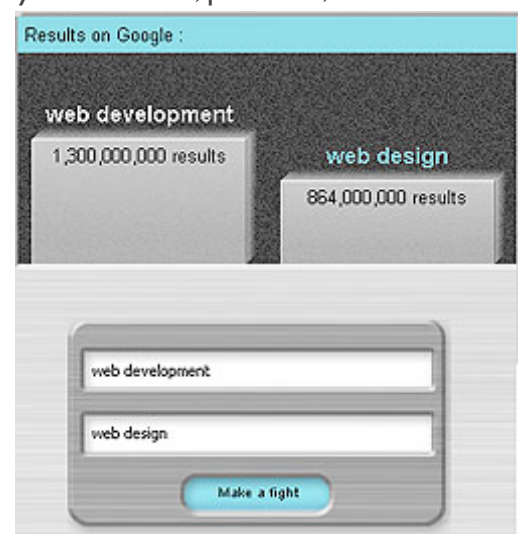 Results on Google :
web development
1,300,000,000 results
web design
864,000,000 results
web development
web design
Make a fight